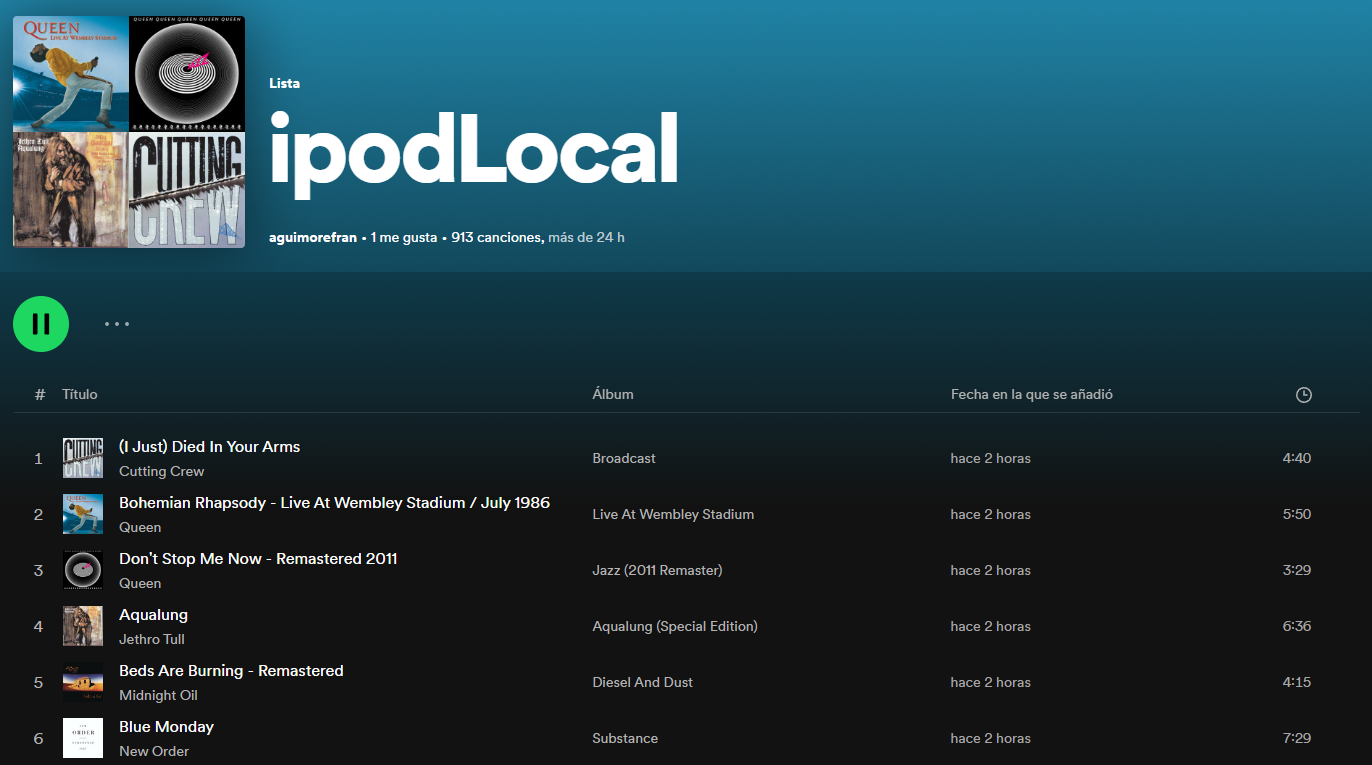 QUEEN
LIVE AT WEMBLEY STADIUM
QUEEN QUEEN QUEEN QUEEN QUEEN QUEEN
Jethro Tull
Aqualung
CUTTING
CREW
Lista
ipodLocal
aguimorefran • 1 me gusta • 913 canciones, más de 24 h
# Título Álbum Fecha en la que se añadió
1 (I Just) Died In Your Arms Broadcast hace 2 horas 4:40
Cutting Crew
2 Bohemian Rhapsody - Live At Wembley Stadium / July 1986 Live At Wembley Stadium hace 2 horas 5:50
Queen
3 Don't Stop Me Now - Remastered 2011 Jazz (2011 Remaster) hace 2 horas 3:29
Queen
4 Aqualung Aqualung (Special Edition) hace 2 horas 6:36
Jethro Tull
5 Beds Are Burning - Remastered Diesel And Dust hace 2 horas 4:15
Midnight Oil
6 Blue Monday Substance hace 2 horas 7:29
New Order